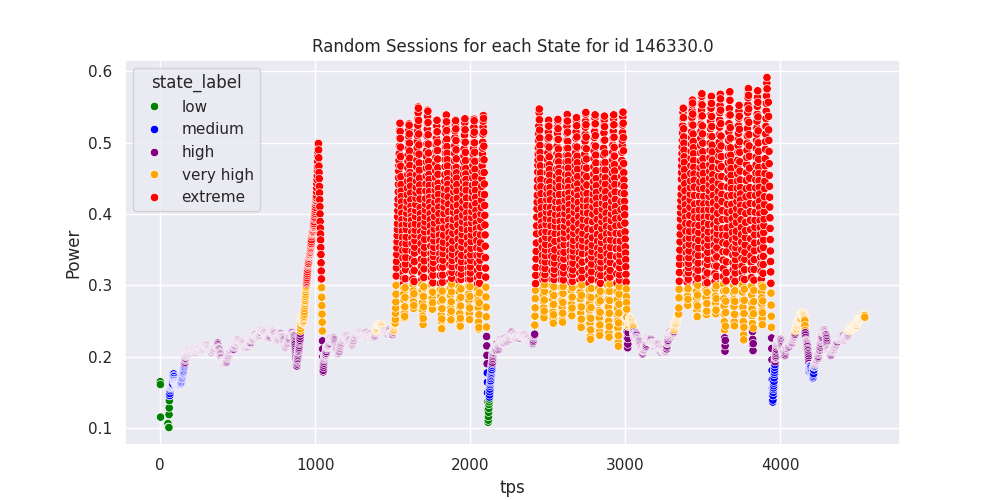 Random Sessions for each State for id 146330.0
state_label
low
medium
high
very high
extreme
Power
0.6
0.5
0.4
0.3
0.2
0.1
0 1000 2000 3000 4000
tps